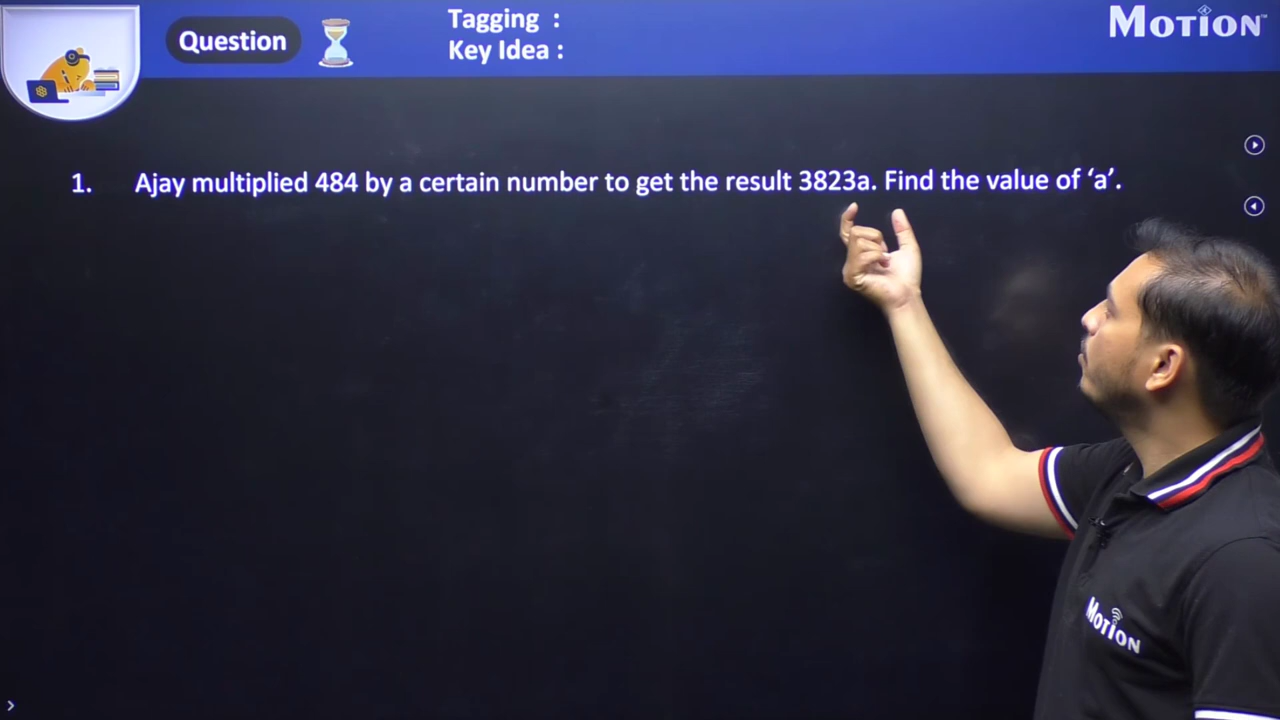 Question
Tagging :
Key Idea :
MOTION™
1. Ajay multiplied 484 by a certain number to get the result 3823a. Find the value of ‘a’.
MOTION